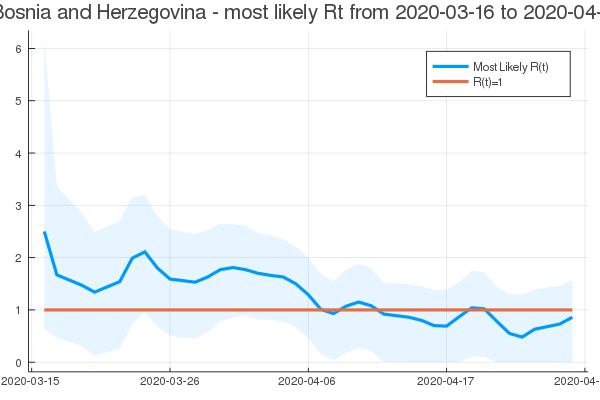 Bosnia and Herzegovina - most likely Rt from 2020-03-16 to 2020-04-
6
5
4
3
2
1
0
Most Likely R(t)
R(t)=1
2020-03-15 2020-03-26 2020-04-06 2020-04-17 2020-04-